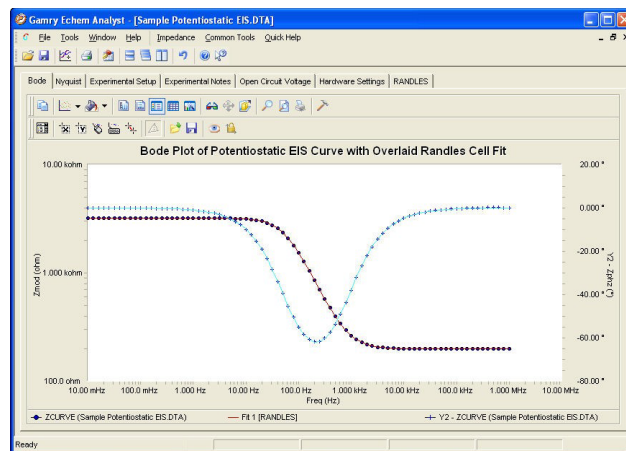 Gamry Echem Analyst - [Sample Potentiostatic EIS.DTA]
File Tools Window Help Impedance Common Tools Quick Help
Bode Nyquist Experimental Setup Experimental Notes Open Circuit Voltage Hardware Settings RANDLES
Bode Plot of Potentiostatic EIS Curve with Overlaid Randles Cell Fit
10.00 kohm
1.000 kohm
100.0 ohm
Zmod (ohm)
20.00 °
0.000 °
-20.00 °
-40.00 °
-60.00 °
-80.00 °
Y2 - Zphz (°)
10.00 mHz 100.0 mHz 1.000 Hz 10.00 Hz 100.0 Hz 1.000 kHz 10.00 kHz 100.0 kHz 1.000 MHz 10.00 MHz
Freq (Hz)
ZCURVE (Sample Potentiostatic EIS.DTA) Fit 1 [RANDLES] Y2 - ZCURVE (Sample Potentiostatic EIS.DTA)
Ready